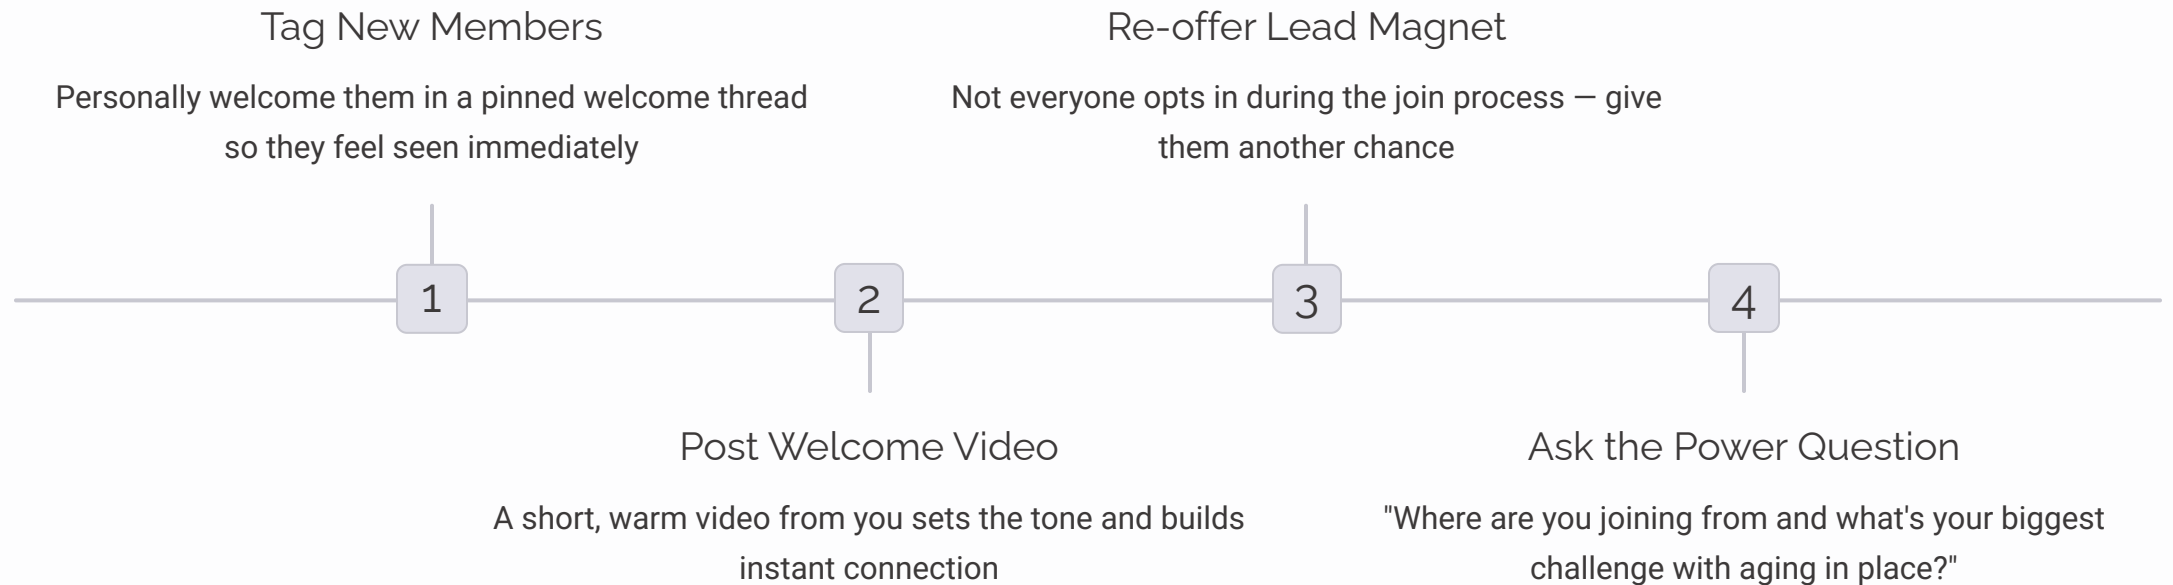 Tag New Members
Personally welcome them in a pinned welcome thread
so they feel seen immediately
Re-offer Lead Magnet
Not everyone opts in during the join process — give
them another chance
1
2
3
4
Post Welcome Video
A short, warm video from you sets the tone and builds
instant connection
Ask the Power Question
"Where are you joining from and what's your biggest
challenge with aging in place?"